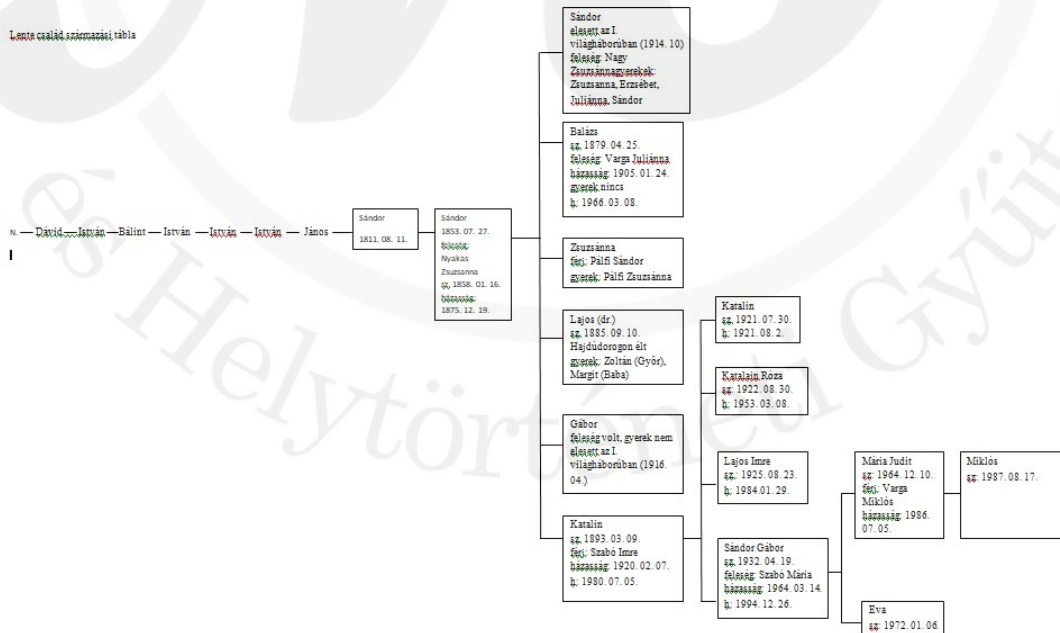 Lente család származási tábla
N. — Dávid — István — Bálint — István — István — István — János
Sándor
1811. 08. 11.
Sándor
1853. 07. 27.
feleség:
Nyakas
Zsuzsanna
sz. 1858. 01. 16.
házasság:
1875. 12. 19.
Sándor
elesett az I.
világháborúban (1914. 10)
feleség: Nagy
Zsuzsánnagyerekek:
Zsuzsanna, Erzsébet,
Juliánna, Sándor
Balázs
sz. 1879. 04. 25.
feleség: Varga Juliánna
házasság: 1905. 01. 24.
gyerek nincs
h: 1966. 03. 08.
Zsuzsánna
férj: Pálfi Sándor
gyerek: Pálfi Zsuzsánna
Lajos (dr.)
sz. 1885. 09. 10.
Hajdúdorogon élt
gyerek: Zoltán (Győr),
Margit (Baba)
Gábor
feleség volt, gyerek nem
elesett az I.
világháborúban (1916.
04.)
Katalin
sz. 1893. 03. 09.
férj: Szabó Imre
házasság: 1920. 02. 07.
h: 1980. 07. 05.
Katalin
sz. 1921. 07. 30.
h: 1921. 08. 2.
Katalain Róza
sz: 1922. 08. 30.
h: 1953. 03. 08.
Lajos Imre
sz.: 1925. 08. 23.
h: 1984. 01. 29.
Sándor Gábor
sz. 1932. 04. 19.
feleség: Szabó Mária
házasság: 1964. 03. 14.
h: 1994. 12. 26.
Mária Judit
sz: 1964. 12. 10.
férj: Varga
Miklós
házasság: 1986.
07. 05.
Miklós
sz: 1987. 08. 17.
Eva
sz: 1972. 01. 06.
és Helytörténeti Gyűjt